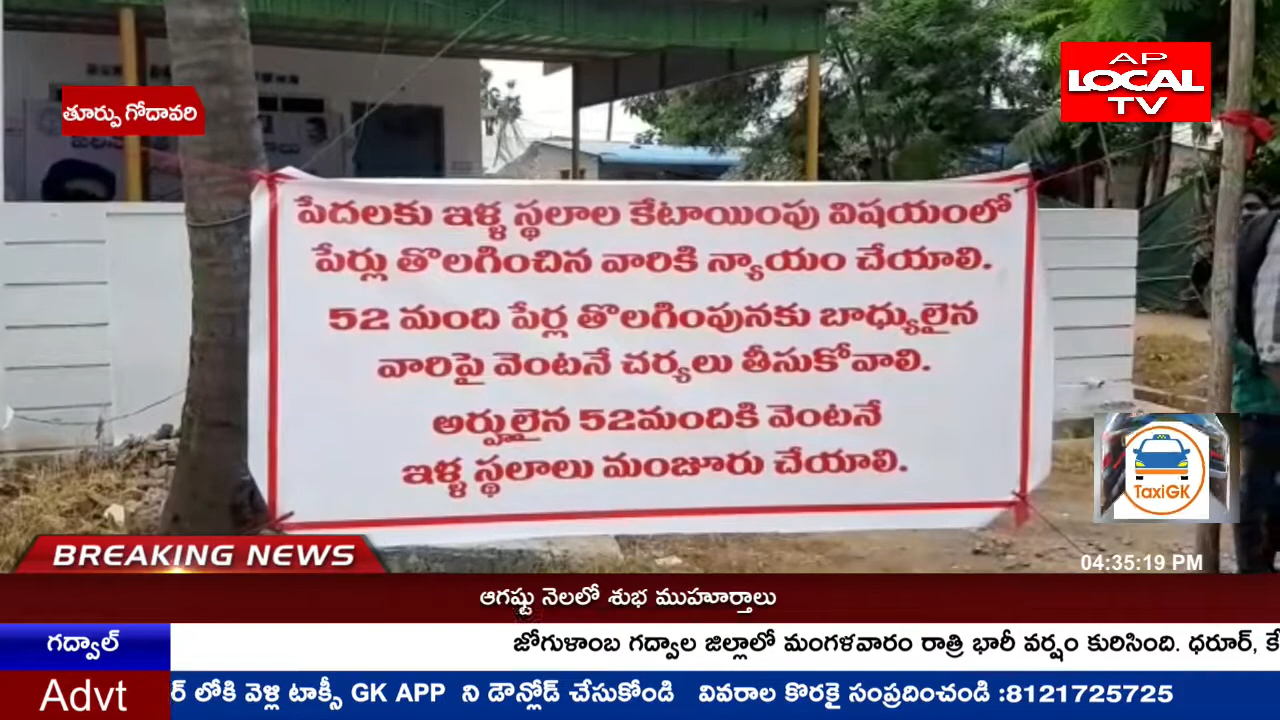 AP
LOCAL
TV
తూర్పు గోదావరి
పేదలకు ఇళ్ళ స్థలాల కేటాయింపు విషయంలో
పేర్లు తొలగించిన వారికి న్యాయం చేయాలి.
52 మంది పేర్ల తొలగింపునకు బాధ్యులైన
వారిపై వెంటనే చర్యలు తీసుకోవాలి.
అర్హులైన 52మందికి వెంటనే
ఇళ్ళ స్థలాలు మంజూరు చేయాలి.
TaxiGK
BREAKING NEWS
04:35:19 PM
ఆగష్టు నెలలో శుభ ముహూర్తాలు
గద్వాల్
జోగుళాంబ గద్వాల జిల్లాలో మంగళవారం రాత్రి భారీ వర్షం కురిసింది. ధరూర్, కే
Advt
ర్ లోకి వెళ్లి టాక్సీ GK APP ని డౌన్లోడ్ చేసుకోండి వివరాల కొరకై సంప్రదించండి :8121725725